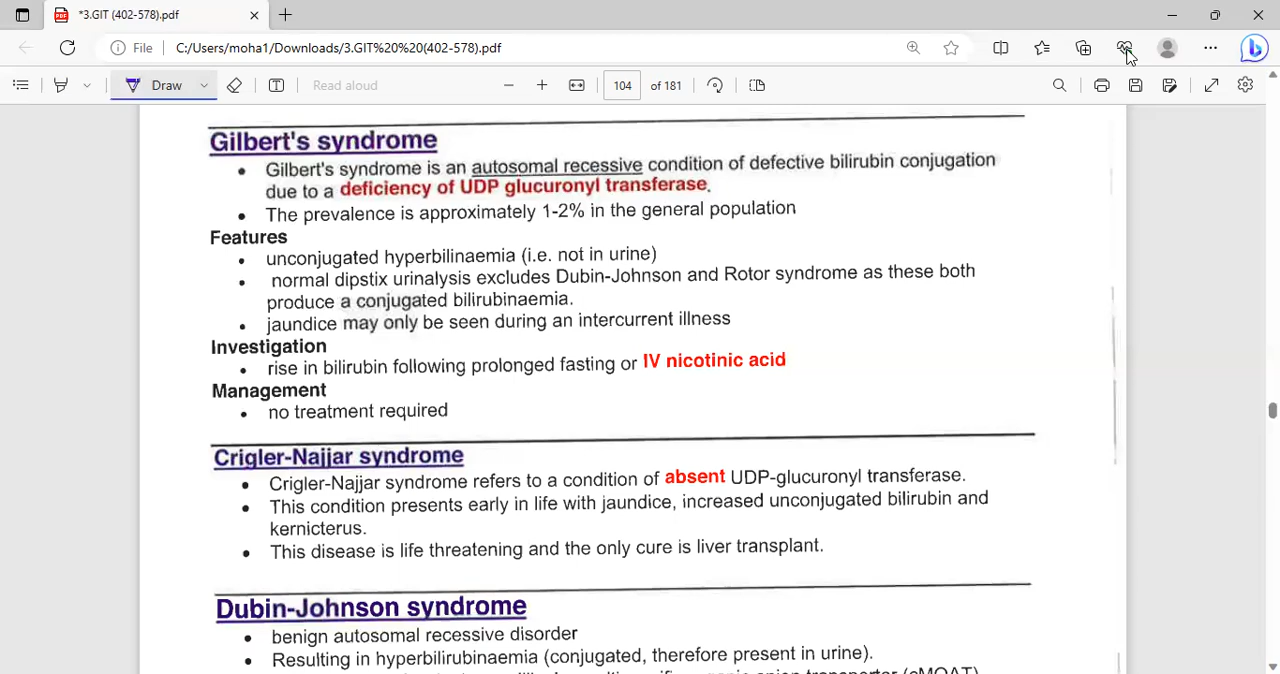 *3.GIT (402-578).pdf
File
C:/Users/moha1/Downloads/3.GIT%20%20(402-578).pdf
Draw
Read aloud
104
of 181
Gilbert's syndrome
• Gilbert's syndrome is an autosomal recessive condition of defective bilirubin conjugation
due to a deficiency of UDP glucuronyl transferase.
• The prevalence is approximately 1-2% in the general population
Features
• unconjugated hyperbilinaemia (i.e. not in urine)
• normal dipstix urinalysis excludes Dubin-Johnson and Rotor syndrome as these both
produce a conjugated bilirubinaemia.
• jaundice may only be seen during an intercurrent illness
Investigation
• rise in bilirubin following prolonged fasting or IV nicotinic acid
Management
• no treatment required
Crigler-Najjar syndrome
• Crigler-Najjar syndrome refers to a condition of absent UDP-glucuronyl transferase.
• This condition presents early in life with jaundice, increased unconjugated bilirubin and
kernicterus.
• This disease is life threatening and the only cure is liver transplant.
Dubin-Johnson syndrome
• benign autosomal recessive disorder
• Resulting in hyperbilirubinaemia (conjugated, therefore present in urine).
organic anion transporter (cMOAT)